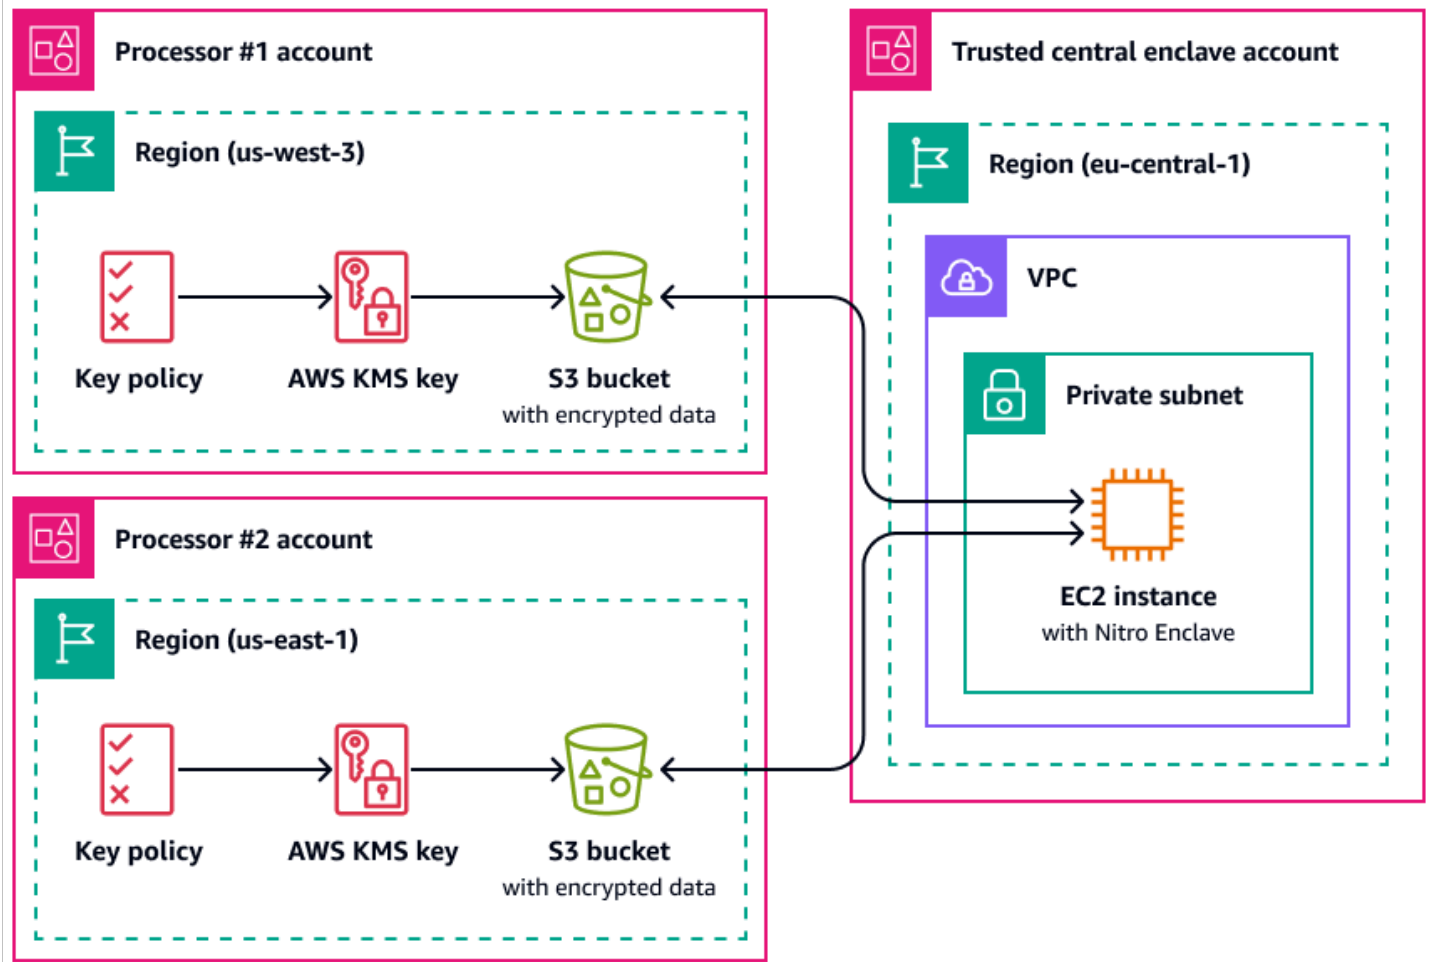 Processor #1 account
Region (us-west-3)
Key policy
AWS KMS key
S3 bucket
with encrypted data
Processor #2 account
Region (us-east-1)
Key policy
AWS KMS key
S3 bucket
with encrypted data
Trusted central enclave account
Region (eu-central-1)
VPC
Private subnet
EC2 instance
with Nitro Enclave